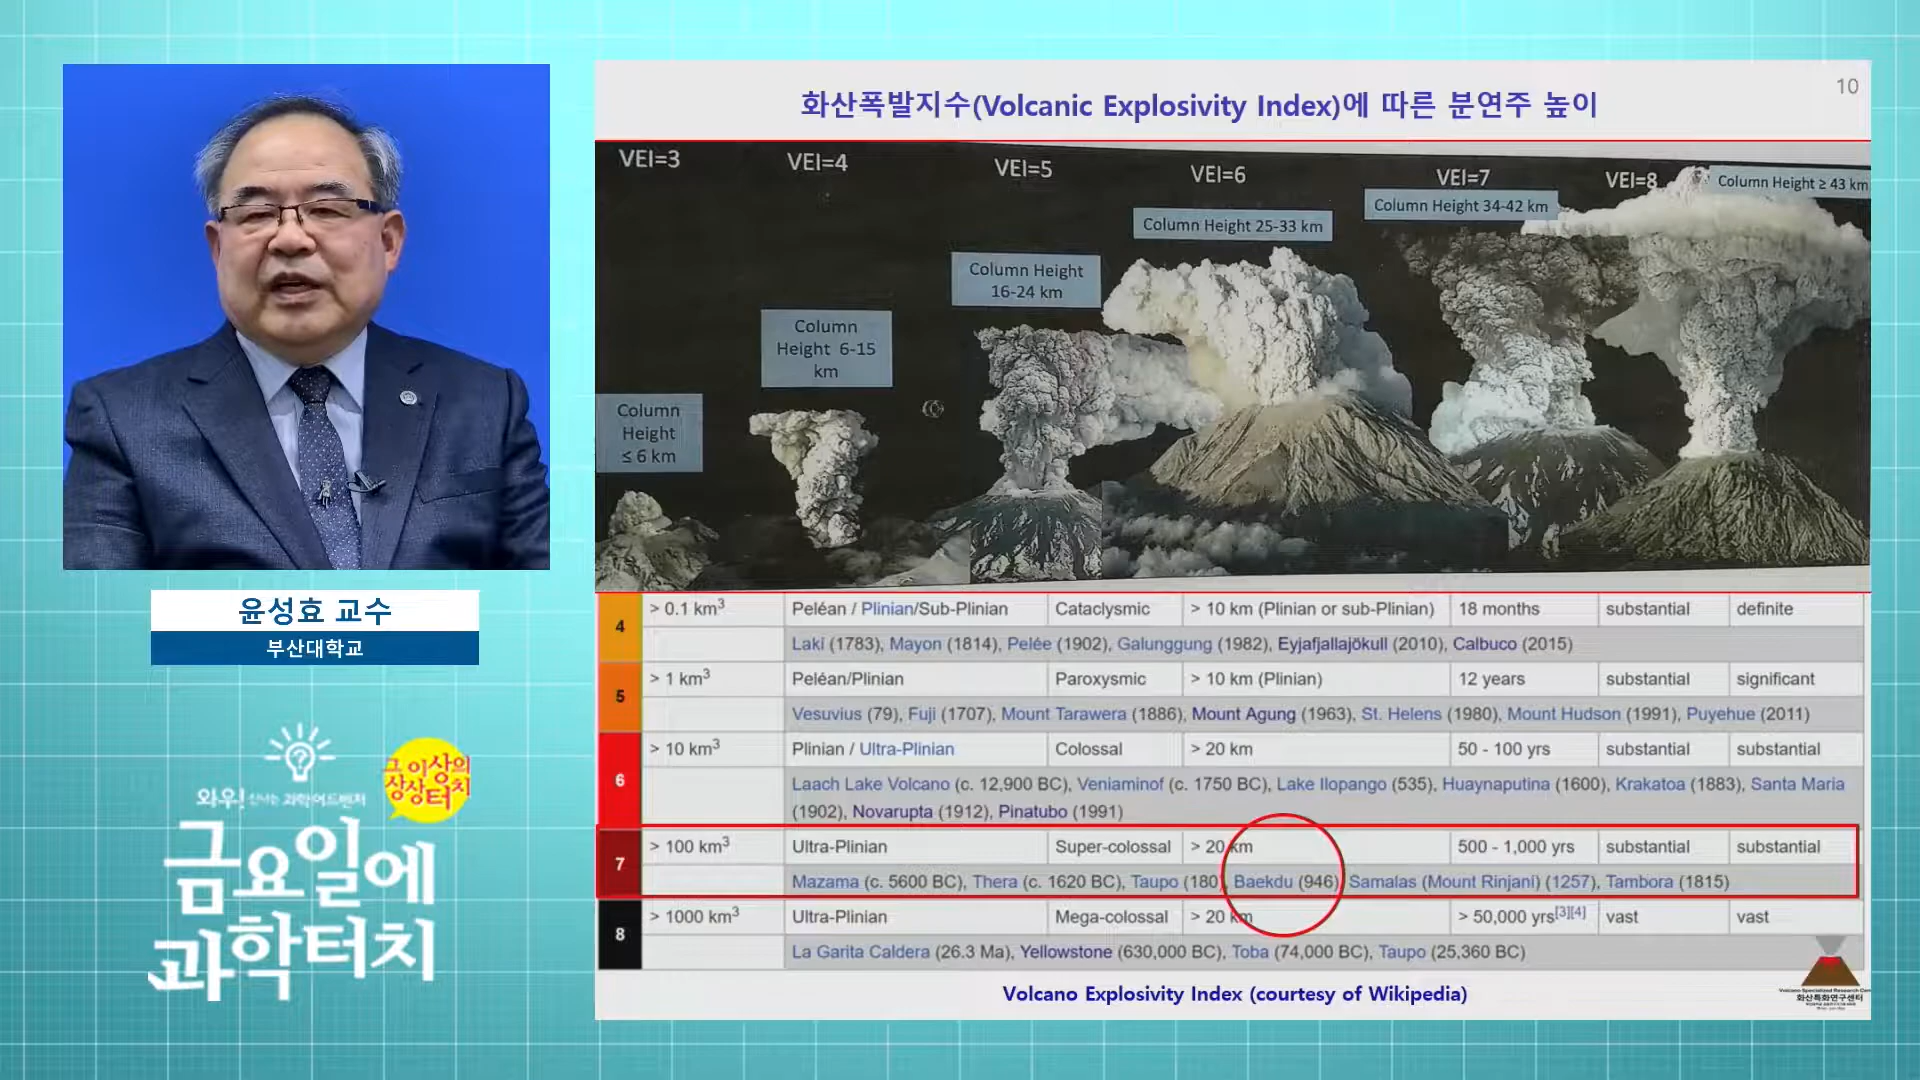 화산폭발지수(Volcanic Explosivity Index)에 따른 분연주 높이
10
VEI=3
VEI=4
VEI=5
VEI=6
VEI=7
VEI=8
Column Height ≤ 6 km
Column Height 6-15 km
Column Height 16-24 km
Column Height 25-33 km
Column Height 34-42 km
Column Height ≥ 43 km
4 > 0.1 km³ Peléan / Plinian/Sub-Plinian Cataclysmic > 10 km (Plinian or sub-Plinian) 18 months substantial definite
Laki (1783), Mayon (1814), Pelée (1902), Galunggung (1982), Eyjafjallajökull (2010), Calbuco (2015)
5 > 1 km³ Peléan/Plinian Paroxysmic > 10 km (Plinian) 12 years substantial significant
Vesuvius (79), Fuji (1707), Mount Tarawera (1886), Mount Agung (1963), St. Helens (1980), Mount Hudson (1991), Puyehue (2011)
6 > 10 km³ Plinian / Ultra-Plinian Colossal > 20 km 50 - 100 yrs substantial substantial
Laach Lake Volcano (c. 12,900 BC), Veniaminof (c. 1750 BC), Lake Ilopango (535), Huaynaputina (1600), Krakatoa (1883), Santa Maria
(1902), Novarupta (1912), Pinatubo (1991)
7 > 100 km³ Ultra-Plinian Super-colossal > 20 km 500 - 1,000 yrs substantial substantial
Mazama (c. 5600 BC), Thera (c. 1620 BC), Taupo (180), Baekdu (946), Samalas (Mount Rinjani) (1257), Tambora (1815)
8 > 1000 km³ Ultra-Plinian Mega-colossal > 20 km > 50,000 yrs[3][4] vast vast
La Garita Caldera (26.3 Ma), Yellowstone (630,000 BC), Toba (74,000 BC), Taupo (25,360 BC)
Volcano Explosivity Index (courtesy of Wikipedia)
Volcano Specialized Research Cen
화산특화연구센터
윤성효 교수
부산대학교
와우! 신나는 과학어드벤처
그 이상의
상상터치
금요일에
과학터치